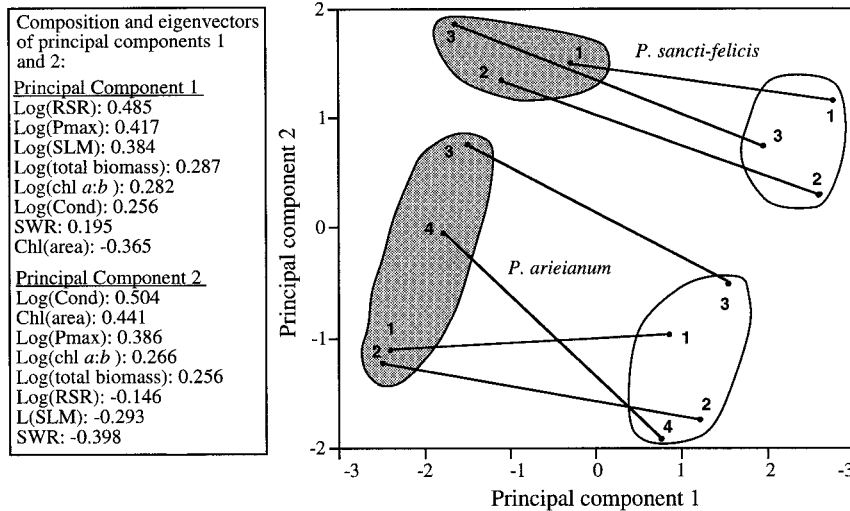 Composition and eigenvectors
of principal components 1
and 2:
Principal Component 1
Log(RSR): 0.485
Log(Pmax): 0.417
Log(SLM): 0.384
Log(total biomass): 0.287
Log(chl a:b ): 0.282
Log(Cond): 0.256
SWR: 0.195
Chl(area): -0.365
Principal Component 2
Log(Cond): 0.504
Chl(area): 0.441
Log(Pmax): 0.386
Log(chl a:b ): 0.266
Log(total biomass): 0.256
Log(RSR): -0.146
L(SLM): -0.293
SWR: -0.398
Principal component 2
2
1
0
-1
-2
3
1
2
P. sancti-felicis
1
3
2
3
4
1
2
P. arieianum
3
1
2
4
-3
-2
-1
0
1
2
-3
Principal component 1